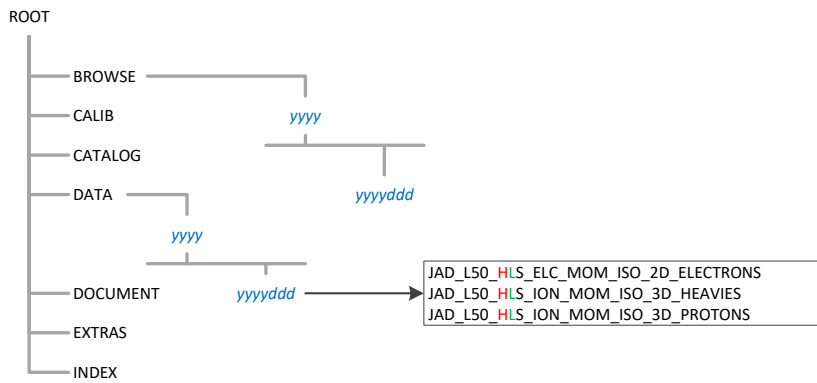 ROOT
BROWSE
CALIB
yyyy
CATALOG
DATA
yyyyddd
yyyy
JAD_L50_HLS_ELC_MOM_ISO_2D_ELECTRONS
DOCUMENT
yyyyddd
JAD_L50_HLS_ION_MOM_ISO_3D_HEAVIES
JAD_L50_HLS_ION_MOM_ISO_3D_PROTONS
EXTRAS
INDEX